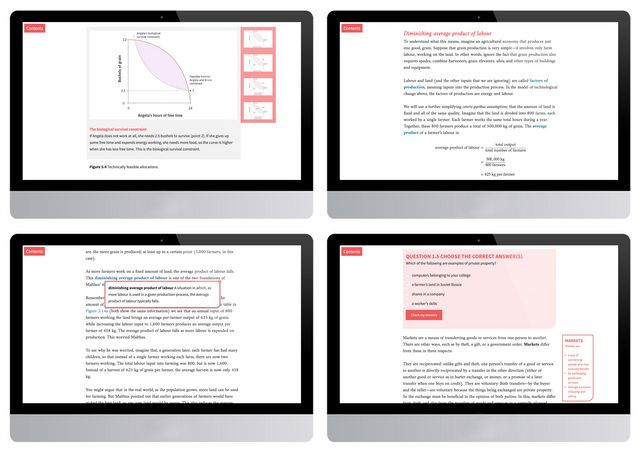 Contents
Angela's biological
survival constraint
12
Bushels of grain
Feasible frontier:
Angela and Bruno
combined
2.5
0
0
24
Angela's hours of free time
The biological survival constraint
If Angela does not work at all, she needs 2.5 bushels to survive (point Z). If she gives up
some free time and expends energy working, she needs more food, so the curve is higher
when she has less free time. This is the biological survival constraint.
Figure 5.4 Technically feasible allocations.
Contents
Diminishing average product of labour
To understand what this means, imagine an agricultural economy that produces just
one good, grain. Suppose that grain production is very simple—it involves only farm
labour, working on the land. In other words, ignore the fact that grain production also
requires spades, combine harvesters, grain elevators, silos, and other types of buildings
and equipment.
Labour and land (and the other inputs that we are ignoring) are called factors of
production, meaning inputs into the production process. In the model of technological
change above, the factors of production are energy and labour.
We will use a further simplifying ceteris paribus assumption: that the amount of land is
fixed and all of the same quality. Imagine that the land is divided into 800 farms, each
worked by a single farmer. Each farmer works the same total hours during a year.
Together, these 800 farmers produce a total of 500,000 kg of grain. The average
product of a farmer's labour is:
average product of labour = total output
total number of farmers
= 500,000 kg
800 farmers
= 625 kg per farmer
Contents
are, the more grain is produced, at least up to a certain point (3,000 farmers, in this
case).
As more farmers work on a fixed amount of land, the average product of labour falls.
This diminishing average product of labour is one of the two foundations of
Malthus'
diminishing average product of labour A situation in which, as
more labour is used in a given production process, the average
product of labour typically falls.
Remember
table is
Figure 2.14a (both show the same information) we see that an annual input of 800
farmers working the land brings an average per-farmer output of 625 kg of grain,
while increasing the labour input to 1,600 farmers produces an average output per
farmer of 458 kg. The average product of labour falls as more labour is expended on
production. This worried Malthus.
To see why he was worried, imagine that, a generation later, each farmer has had many
children, so that instead of a single farmer working each farm, there are now two
farmers working. The total labour input into farming was 800, but is now 1,600.
Instead of a harvest of 625 kg of grain per farmer, the average harvest is now only 458
kg.
You might argue that in the real world, as the population grows, more land can be used
for farming. But Malthus pointed out that earlier generations of farmers would have
Contents
QUESTION 1.5 CHOOSE THE CORRECT ANSWER(S)
Which of the following are examples of private property?
computers belonging to your college
a farmer's land in Soviet Russia
shares in a company
a worker's skills
Check my answers
Markets are a means of transferring goods or services from one person to another.
There are other ways, such as by theft, a gift, or a government order. Markets differ
from these in three respects:
MARKETS
They are reciprocated: unlike gifts and theft, one person's transfer of a good or service
to another is directly reciprocated by a transfer in the other direction (either of
another good or service as in barter exchange, or money, or a promise of a later
transfer when one buys on credit). They are voluntary: Both transfers—by the buyer
and the seller—are voluntary because the things being exchanged are private property.
So the exchange must be beneficial in the opinion of both parties. In this, markets differ